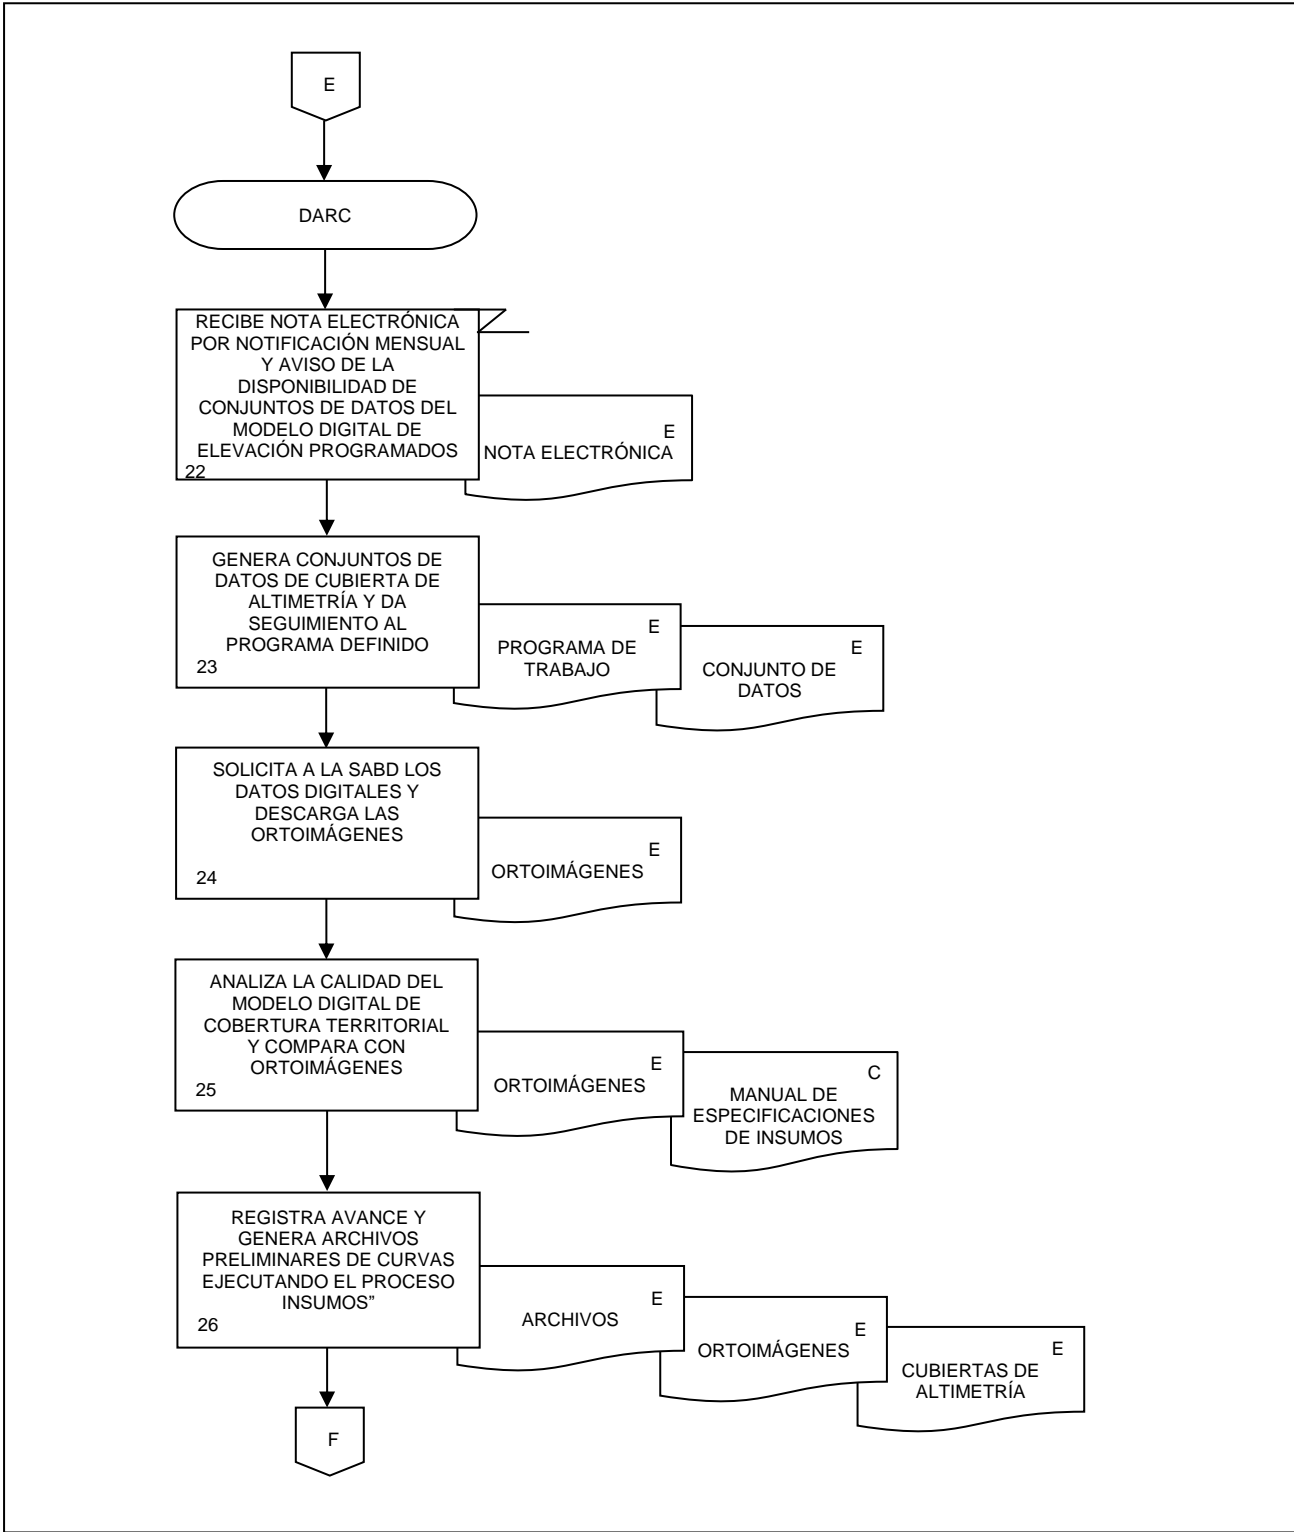 E
DARC
RECIBE NOTA ELECTRÓNICA
POR NOTIFICACIÓN MENSUAL
Y AVISO DE LA
DISPONIBILIDAD DE
CONJUNTOS DE DATOS DEL
MODELO DIGITAL DE
ELEVACIÓN PROGRAMADOS
22
E
NOTA ELECTRÓNICA
GENERA CONJUNTOS DE
DATOS DE CUBIERTA DE
ALTIMETRÍA Y DA
SEGUIMIENTO AL
PROGRAMA DEFINIDO
23
E
PROGRAMA DE
TRABAJO
E
CONJUNTO DE
DATOS
SOLICITA A LA SABD LOS
DATOS DIGITALES Y
DESCARGA LAS
ORTOIMÁGENES
24
E
ORTOIMÁGENES
ANALIZA LA CALIDAD DEL
MODELO DIGITAL DE
COBERTURA TERRITORIAL
Y COMPARA CON
ORTOIMÁGENES
25
E
ORTOIMÁGENES
C
MANUAL DE
ESPECIFICACIONES
DE INSUMOS
REGISTRA AVANCE Y
GENERA ARCHIVOS
PRELIMINARES DE CURVAS
EJECUTANDO EL PROCESO
INSUMOS”
26
E
ARCHIVOS
E
ORTOIMÁGENES
E
CUBIERTAS DE
ALTIMETRÍA
F